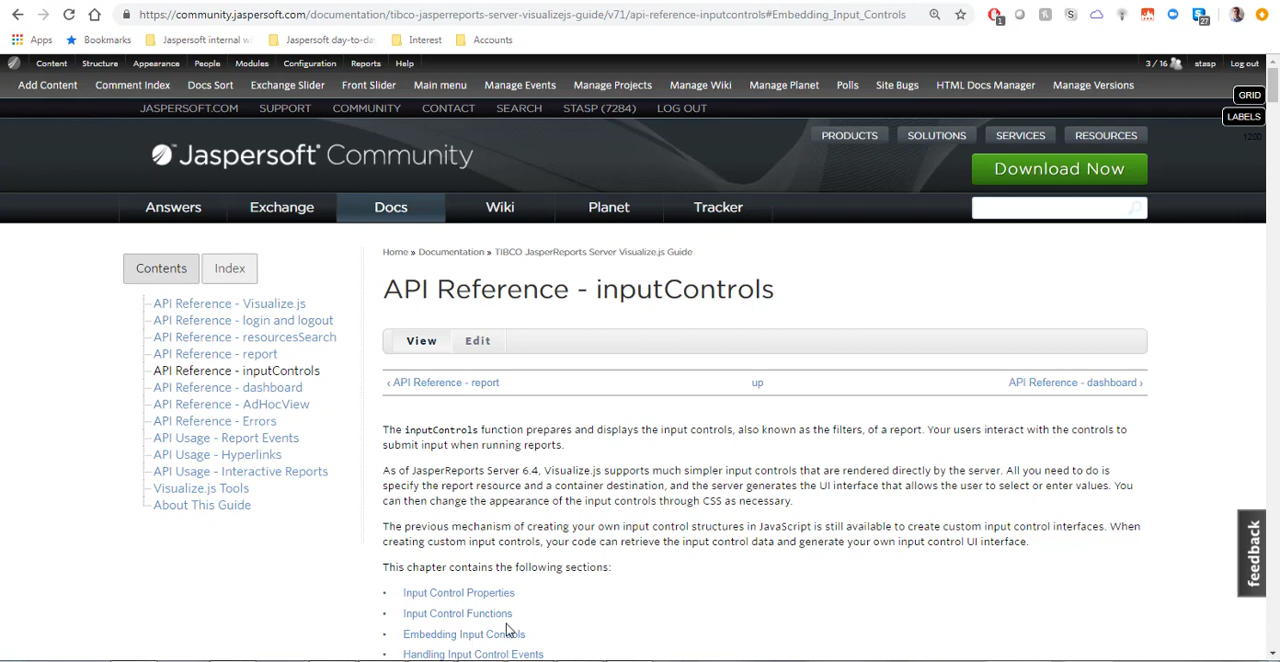 https://community.jaspersoft.com/documentation/tibco-jasperreports-server-visualizejs-guide/v71/api-reference-inputcontrols#Embedding_Input_Controls
1
27
Apps Bookmarks Jaspersoft internal w Jaspersoft day-to-da Interest Accounts
Content Structure Appearance People Modules Configuration Reports Help 3 / 16 stasp Log out
Add Content Comment Index Docs Sort Exchange Slider Front Slider Main menu Manage Events Manage Projects Manage Wiki Manage Planet Polls Site Bugs HTML Docs Manager Manage Versions
GRID
JASPERSOFT.COM SUPPORT COMMUNITY CONTACT SEARCH STASP (7284) LOG OUT
LABELS
1200
PRODUCTS SOLUTIONS SERVICES RESOURCES
Jaspersoft Community
Download Now
Answers Exchange Docs Wiki Planet Tracker
Home » Documentation » TIBCO JasperReports Server Visualize.js Guide
Contents Index
API Reference - inputControls
API Reference - Visualize.js
API Reference - login and logout
API Reference - resourcesSearch
API Reference - report
API Reference - inputControls
API Reference - dashboard
API Reference - AdHocView
API Reference - Errors
API Usage - Report Events
API Usage - Hyperlinks
API Usage - Interactive Reports
Visualize.js Tools
About This Guide
View Edit
‹ API Reference - report up API Reference - dashboard ›
The inputControls function prepares and displays the input controls, also known as the filters, of a report. Your users interact with the controls to
submit input when running reports.
As of JasperReports Server 6.4, Visualize.js supports much simpler input controls that are rendered directly by the server. All you need to do is
specify the report resource and a container destination, and the server generates the UI interface that allows the user to select or enter values. You
can then change the appearance of the input controls through CSS as necessary.
The previous mechanism of creating your own input control structures in JavaScript is still available to create custom input control interfaces. When
creating custom input controls, your code can retrieve the input control data and generate your own input control UI interface.
This chapter contains the following sections:
• Input Control Properties
• Input Control Functions
• Embedding Input Controls
• Handling Input Control Events
feedback